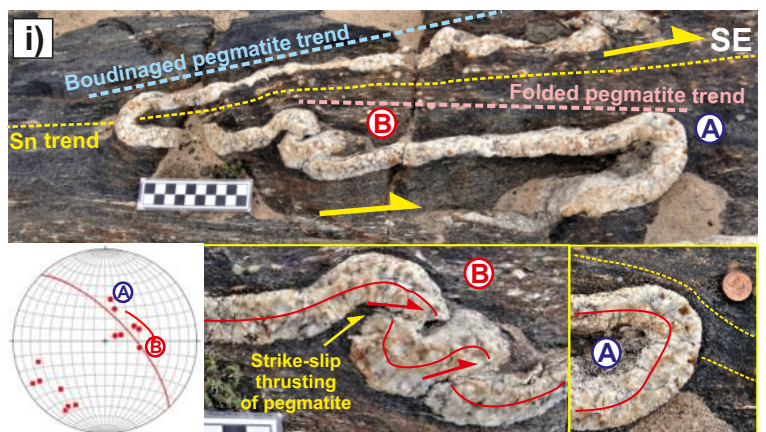 i)
Boudinaged pegmatite trend
SE
Folded pegmatite trend
Sn trend
B
A
A
B
B
Strike-slip
thrusting
of pegmatite
A